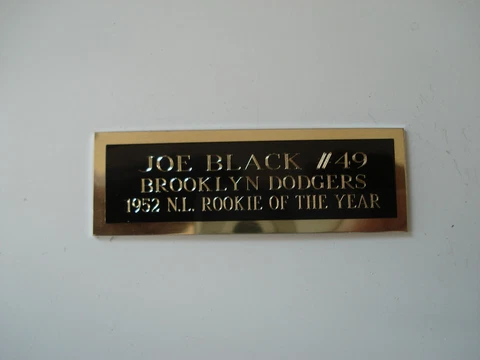 JOE BLACK #49
BROOKLYN DODGERS
1952 N.L. ROOKIE OF THE YEAR